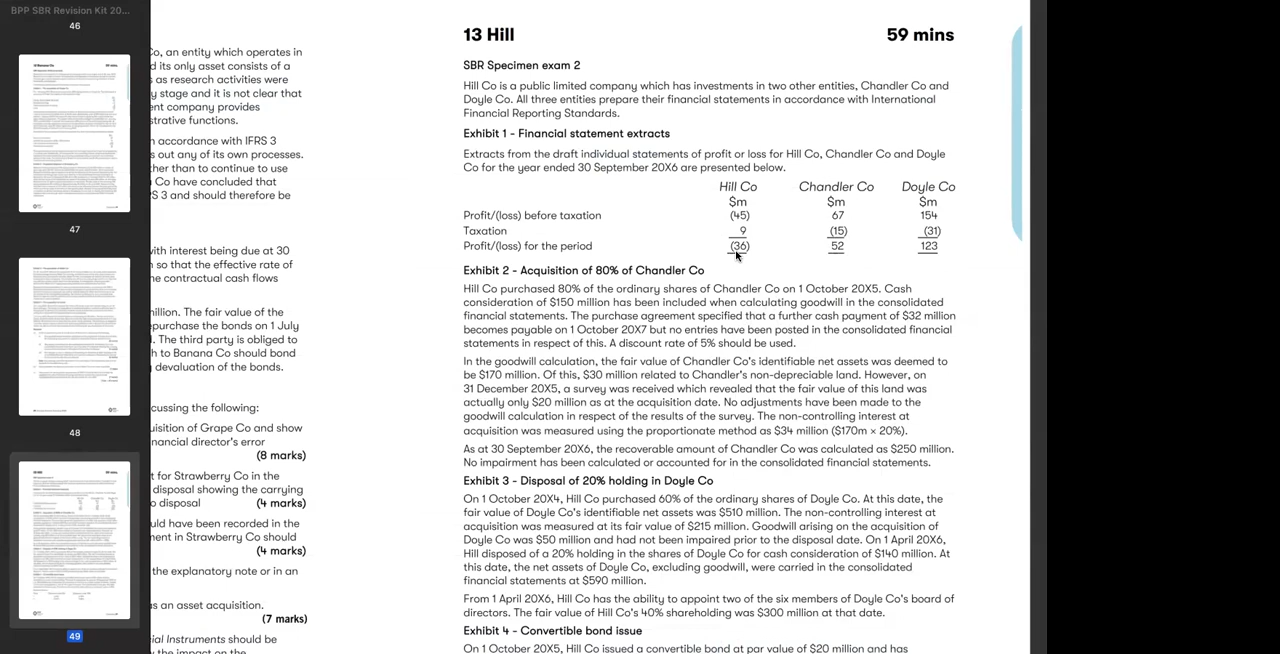 BPP SBR Revision Kit 20...
46
47
48
49
Co, an entity which operates in
d its only asset consists of a
s as research activities were
y stage and it is not clear that
ent company provides
strative functions.
n accordance with IFRS 3
s out any of the processes.
ther than to continue to use
Co have concluded that
S 3 and should therefore be
with interest being due at 30
n so that the effective rate of
the contracted cash flows
million. The fair value of the
epurchase the bonds on 1 July
. The third party is obliged to
h to Banana Co between and
devaluation of the bonds.
cussing the following:
uisition of Grape Co and show
inancial director's error
(8 marks)
t for Strawberry Co in the
disposal showing the carrying
o disposal. (4 marks)
ould have been recorded in the
ment in Strawberry Co should
(4 marks)
the explanations given in an
as an asset acquisition.
(7 marks)
cial Instruments should be
y the impact on the
13 Hill 59 mins
SBR Specimen exam 2
Hill Co is a public limited company which has investments in two other entities, Chandler Co and
Doyle Co. All three entities prepare their financial statements in accordance with International
Financial Reporting Standards.
Exhibit 1 - Financial statement extracts
Extracts from the draft individual statements of profit or loss for Hill Co, Chandler Co and Doyle
Co for the year ended 30 September 20X6 are presented below.
Hill Co Chandler Co Doyle Co
$m $m $m
Profit/(loss) before taxation (45) 67 154
Taxation 9 (15) (31)
Profit/(loss) for the period (36) 52 123
Exhibit 2 - Acquisition of 80% of Chandler Co
Hill Co purchased 80% of the ordinary shares of Chandler Co on 1 October 20X5. Cash
consideration of $150 million has been included when calculating goodwill in the consolidated
financial statements. The purchase agreement specified that a further cash payment of $32 million
becomes payable on 1 October 20X7 but no entries have been posted in the consolidated financial
statements in respect of this. A discount rate of 5% should be used.
In the goodwill calculation, the fair value of Chandler Co's identifiable net assets was deemed to
be $170 million. Of this, $30 million related to Chandler's non-depreciable land. However, on
31 December 20X5, a survey was received which revealed that the fair value of this land was
actually only $20 million as at the acquisition date. No adjustments have been made to the
goodwill calculation in respect of the results of the survey. The non-controlling interest at
acquisition was measured using the proportionate method as $34 million ($170m × 20%).
As at 30 September 20X6, the recoverable amount of Chandler Co was calculated as $250 million.
No impairment has been calculated or accounted for in the consolidated financial statements.
Exhibit 3 - Disposal of 20% holding in Doyle Co
On 1 October 20X4, Hill Co purchased 60% of the ordinary shares in Doyle Co. At this date, the
fair value of Doyle Co's identifiable net assets was $510 million. The non-controlling interest at
acquisition was measured at its fair value of $215 million. Goodwill arising on the acquisition of
Doyle Co was $50 million and had not been impaired prior to the disposal date. On 1 April 20X6,
Hill disposed of a 20% holding in the shares of Doyle Co for cash consideration of $140 million. At
this date, the net assets of Doyle Co, excluding goodwill, were carried in the consolidated
financial statements at $590 million.
From 1 April 20X6, Hill Co has the ability to appoint two of the six members of Doyle Co's board of
directors. The fair value of Hill Co's 40% shareholding was $300 million at that date.
Exhibit 4 - Convertible bond issue
On 1 October 20X5, Hill Co issued a convertible bond at par value of $20 million and has